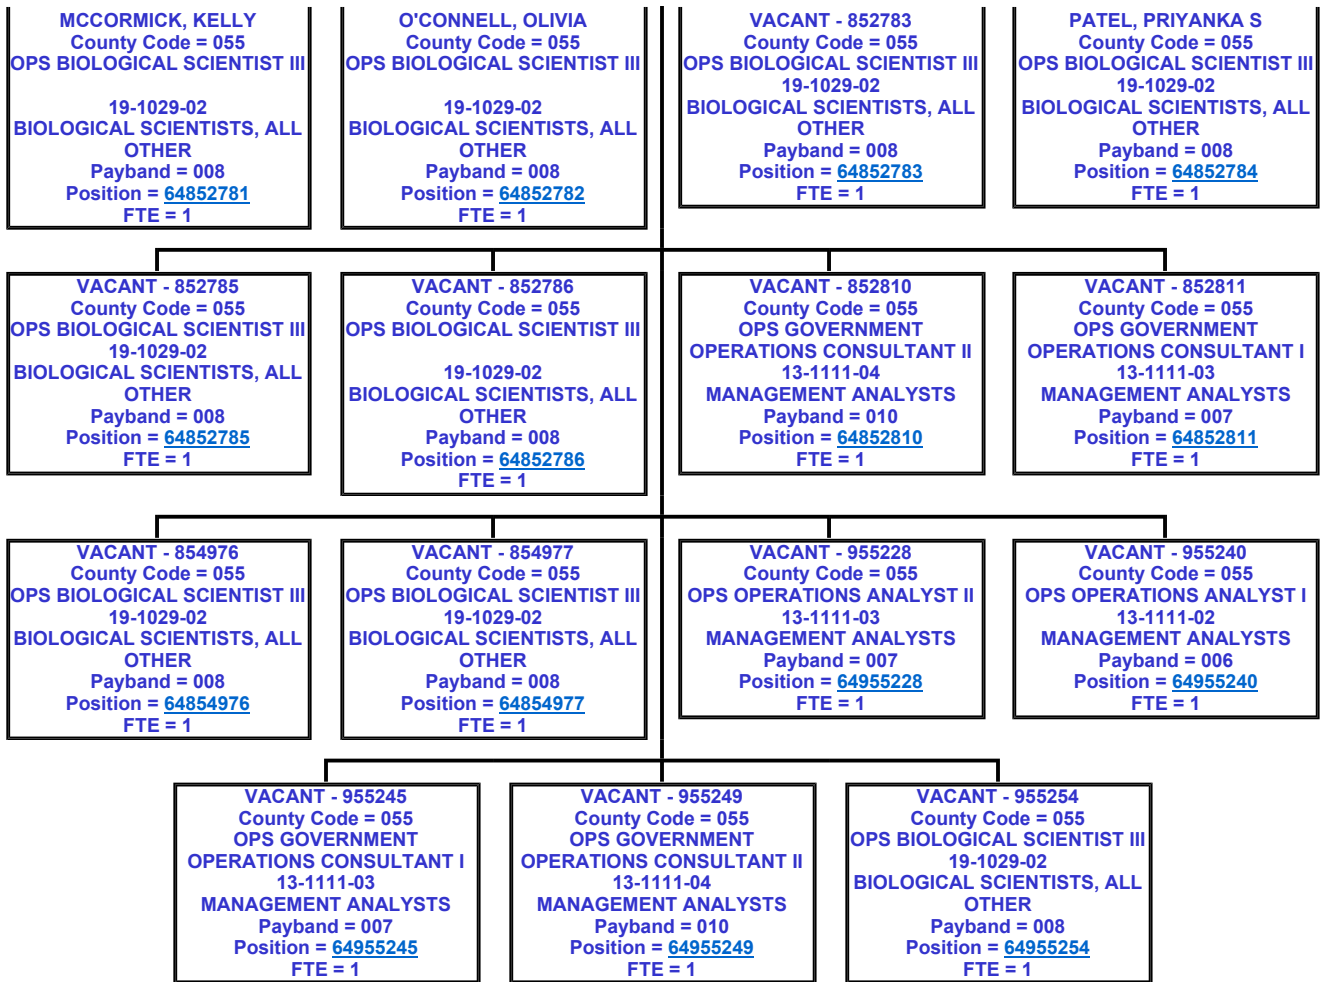 MCCORMICK, KELLY
County Code = 055
OPS BIOLOGICAL SCIENTIST III
19-1029-02
BIOLOGICAL SCIENTISTS, ALL
OTHER
Payband = 008
Position = 64852781
FTE = 1
O'CONNELL, OLIVIA
County Code = 055
OPS BIOLOGICAL SCIENTIST III
19-1029-02
BIOLOGICAL SCIENTISTS, ALL
OTHER
Payband = 008
Position = 64852782
FTE = 1
VACANT - 852783
County Code = 055
OPS BIOLOGICAL SCIENTIST III
19-1029-02
BIOLOGICAL SCIENTISTS, ALL
OTHER
Payband = 008
Position = 64852783
FTE = 1
PATEL, PRIYANKA S
County Code = 055
OPS BIOLOGICAL SCIENTIST III
19-1029-02
BIOLOGICAL SCIENTISTS, ALL
OTHER
Payband = 008
Position = 64852784
FTE = 1
VACANT - 852785
County Code = 055
OPS BIOLOGICAL SCIENTIST III
19-1029-02
BIOLOGICAL SCIENTISTS, ALL
OTHER
Payband = 008
Position = 64852785
FTE = 1
VACANT - 852786
County Code = 055
OPS BIOLOGICAL SCIENTIST III
19-1029-02
BIOLOGICAL SCIENTISTS, ALL
OTHER
Payband = 008
Position = 64852786
FTE = 1
VACANT - 852810
County Code = 055
OPS GOVERNMENT
OPERATIONS CONSULTANT II
13-1111-04
MANAGEMENT ANALYSTS
Payband = 010
Position = 64852810
FTE = 1
VACANT - 852811
County Code = 055
OPS GOVERNMENT
OPERATIONS CONSULTANT I
13-1111-03
MANAGEMENT ANALYSTS
Payband = 007
Position = 64852811
FTE = 1
VACANT - 854976
County Code = 055
OPS BIOLOGICAL SCIENTIST III
19-1029-02
BIOLOGICAL SCIENTISTS, ALL
OTHER
Payband = 008
Position = 64854976
FTE = 1
VACANT - 854977
County Code = 055
OPS BIOLOGICAL SCIENTIST III
19-1029-02
BIOLOGICAL SCIENTISTS, ALL
OTHER
Payband = 008
Position = 64854977
FTE = 1
VACANT - 955228
County Code = 055
OPS OPERATIONS ANALYST II
13-1111-03
MANAGEMENT ANALYSTS
Payband = 007
Position = 64955228
FTE = 1
VACANT - 955240
County Code = 055
OPS OPERATIONS ANALYST I
13-1111-02
MANAGEMENT ANALYSTS
Payband = 006
Position = 64955240
FTE = 1
VACANT - 955245
County Code = 055
OPS GOVERNMENT
OPERATIONS CONSULTANT I
13-1111-03
MANAGEMENT ANALYSTS
Payband = 007
Position = 64955245
FTE = 1
VACANT - 955249
County Code = 055
OPS GOVERNMENT
OPERATIONS CONSULTANT II
13-1111-04
MANAGEMENT ANALYSTS
Payband = 010
Position = 64955249
FTE = 1
VACANT - 955254
County Code = 055
OPS BIOLOGICAL SCIENTIST III
19-1029-02
BIOLOGICAL SCIENTISTS, ALL
OTHER
Payband = 008
Position = 64955254
FTE = 1